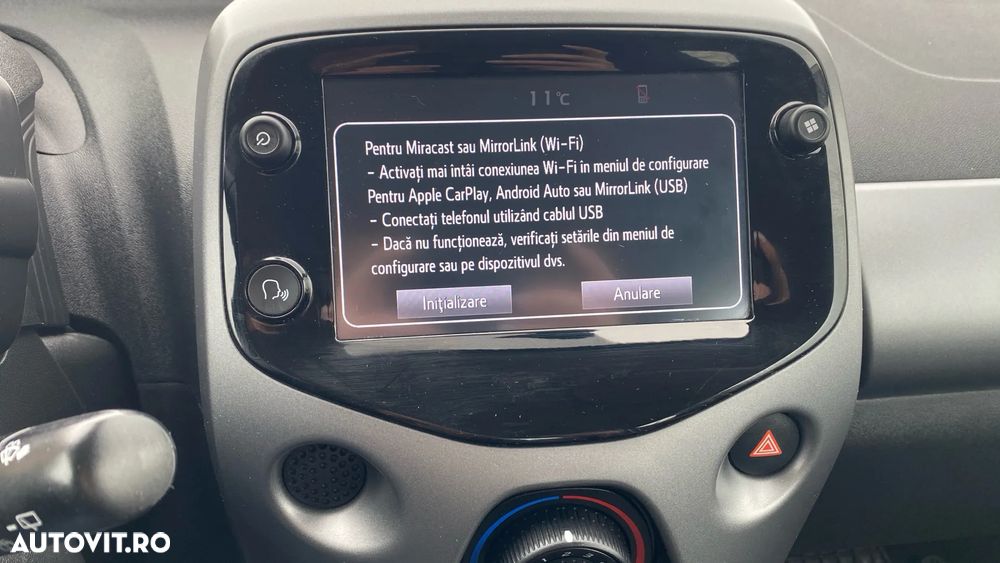 11°C
Pentru Miracast sau MirrorLink (Wi-Fi)
- Activați mai întâi conexiunea Wi-Fi în meniul de configurare
Pentru Apple CarPlay, Android Auto sau MirrorLink (USB)
- Conectați telefonul utilizând cablul USB
- Dacă nu funcționează, verificați setările din meniul de
configurare sau pe dispozitivul dvs.
Inițializare
Anulare
AUTOVIT.RO